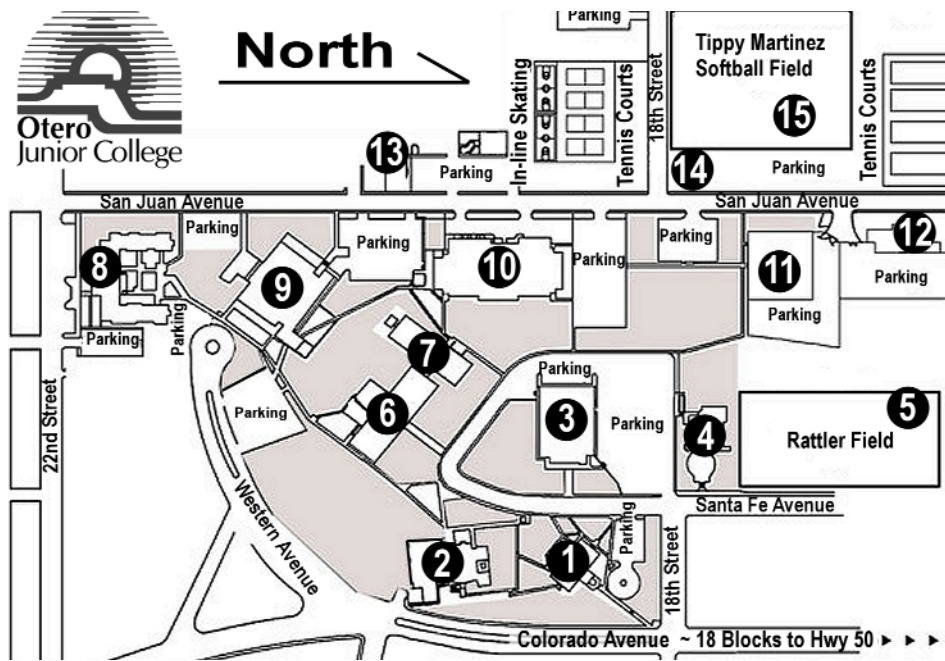 Otero
Junior College
North
Parking
In-line Skating
Tennis Courts
18th Street
Tippy Martinez
Softball Field
15
Tennis Courts
13
Parking
14
Parking
San Juan Avenue
San Juan Avenue
8
Parking
9
Parking
10
Parking
Parking
11
12
Parking
Parking
Parking
Parking
7
Parking
6
Parking
3
Parking
4
5
Rattler Field
22nd Street
Western Avenue
Santa Fe Avenue
2
1
Parking
18th Street
Colorado Avenue ~ 18 Blocks to Hwy 50 ► ► ►